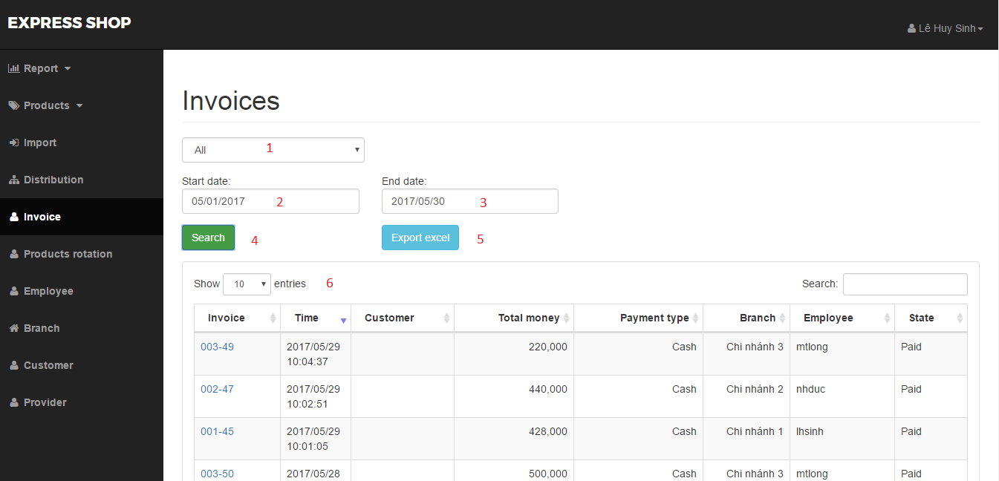 EXPRESS SHOP
Lê Huy Sinh
Report
Products
Import
Distribution
Invoice
Products rotation
Employee
Branch
Customer
Provider
Invoices
All 1
Start date: End date:
05/01/2017 2 2017/05/30 3
Search 4 Export excel 5
Show 10 entries 6 Search:
Invoice Time Customer Total money Payment type Branch Employee State
003-49 2017/05/29 220,000 Cash Chi nhánh 3 mtlong Paid
10:04:37
002-47 2017/05/29 440,000 Cash Chi nhánh 2 nhduc Paid
10:02:51
001-45 2017/05/29 428,000 Cash Chi nhánh 1 lhsinh Paid
10:01:05
003-50 2017/05/28 500,000 Cash Chi nhánh 3 mtlong Paid